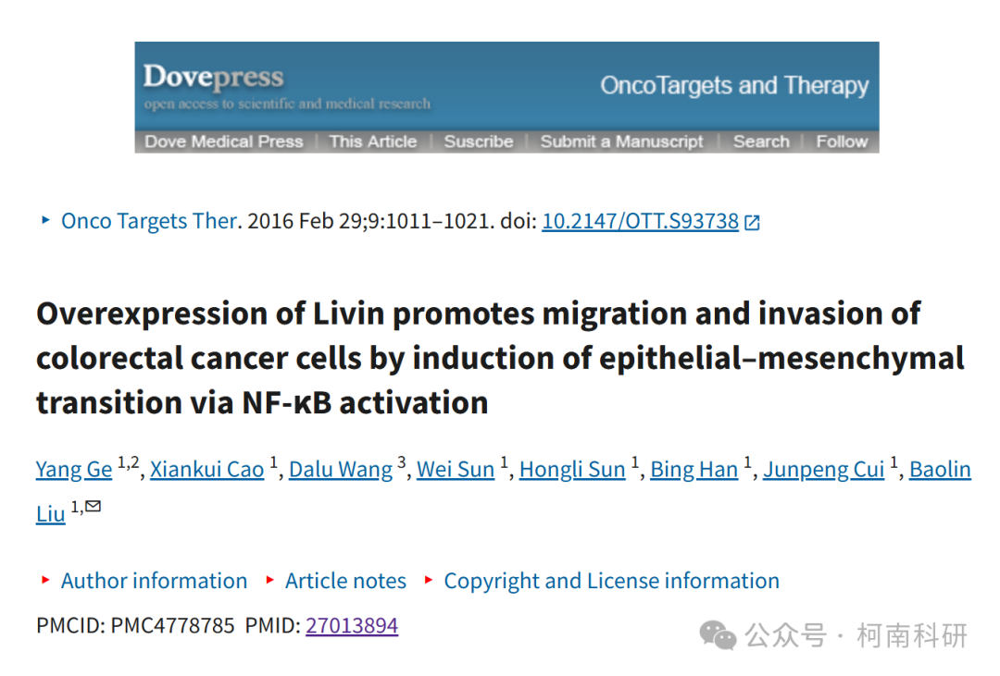 Dovepress
open access to scientific and medical research
OncoTargets and Therapy
Dove Medical Press | This Article | Suscribe | Submit a Manuscript | Search | Follow
Onco Targets Ther. 2016 Feb 29;9:1011–1021. doi: 10.2147/OTT.S93738
Overexpression of Livin promotes migration and invasion of
colorectal cancer cells by induction of epithelial–mesenchymal
transition via NF-κB activation
Yang Ge 1,2, Xiankui Cao 1, Dalu Wang 3, Wei Sun 1, Hongli Sun 1, Bing Han 1, Junpeng Cui 1, Baolin
Liu 1,✉
Author information Article notes Copyright and License information
PMCID: PMC4778785 PMID: 27013894
公众号 · 柯南科研